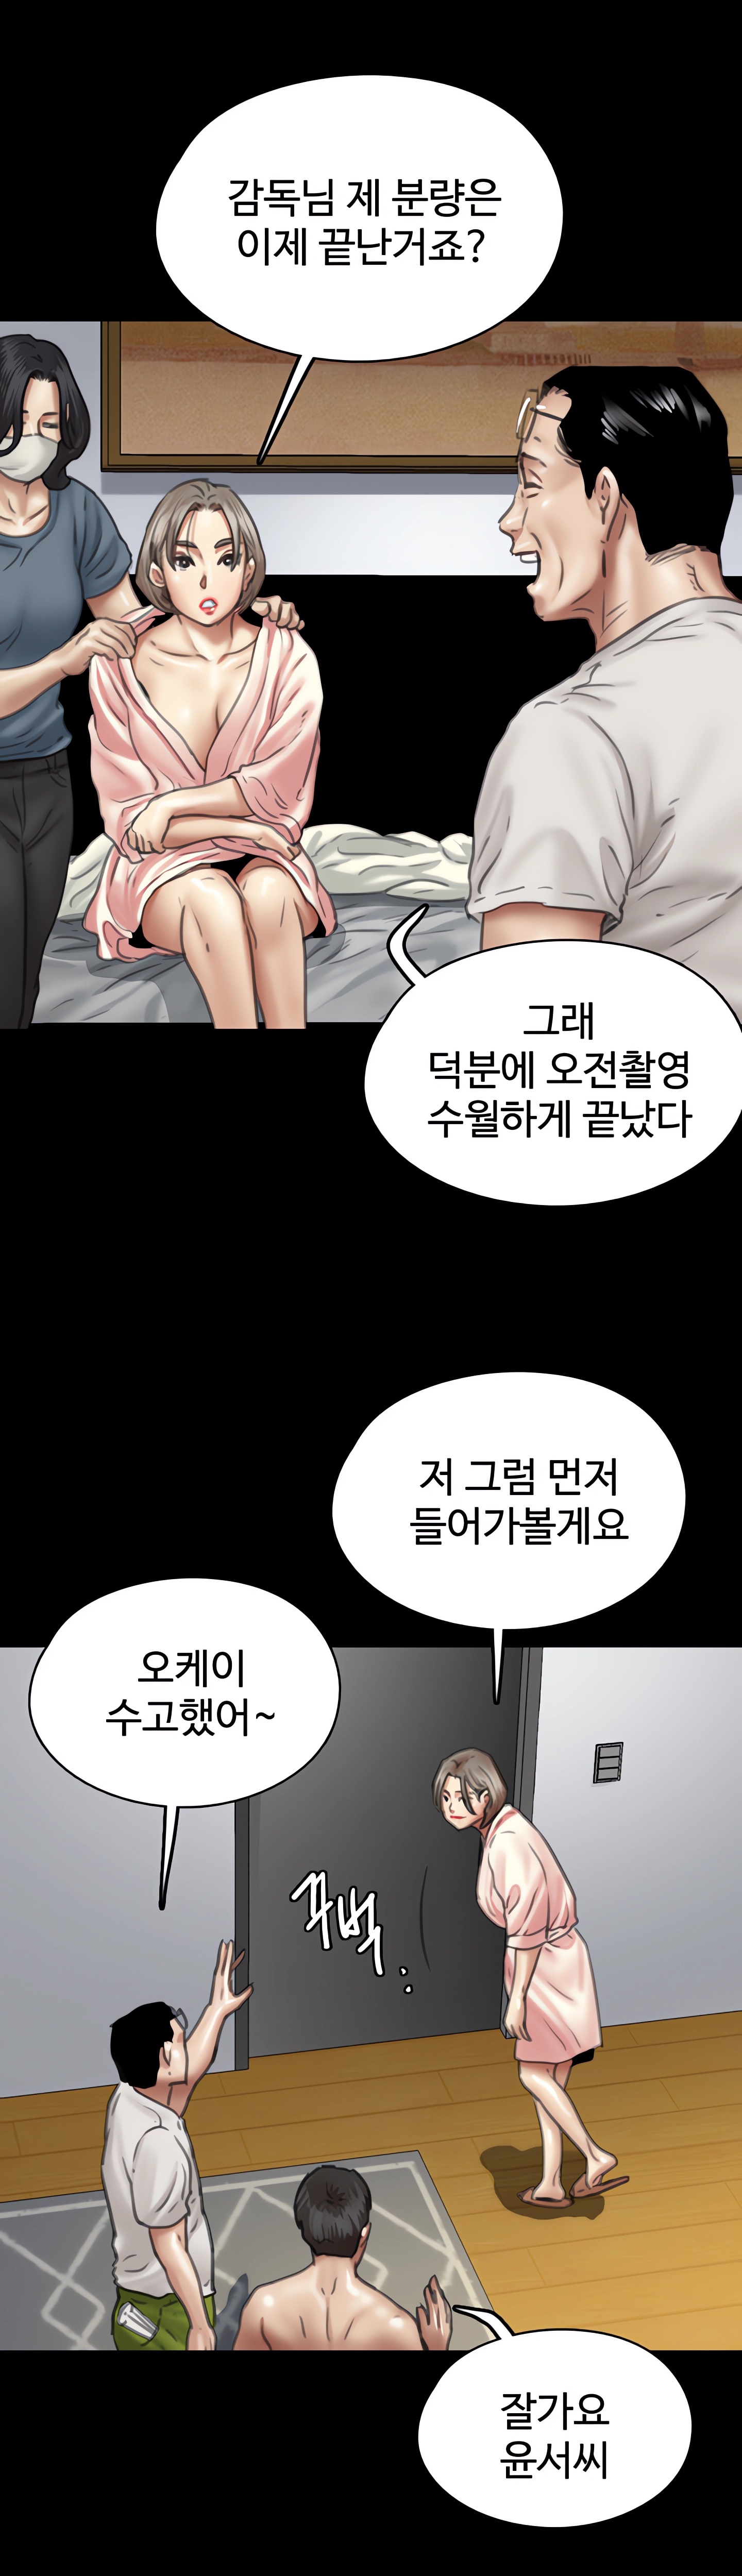 감독님 제 분량은
이제 끝난거죠?
그래
덕분에 오전촬영
수월하게 끝났다
저 그럼 먼저
들어가볼게요
오케이
수고했어~
꾸벅..
잘가요
윤서씨